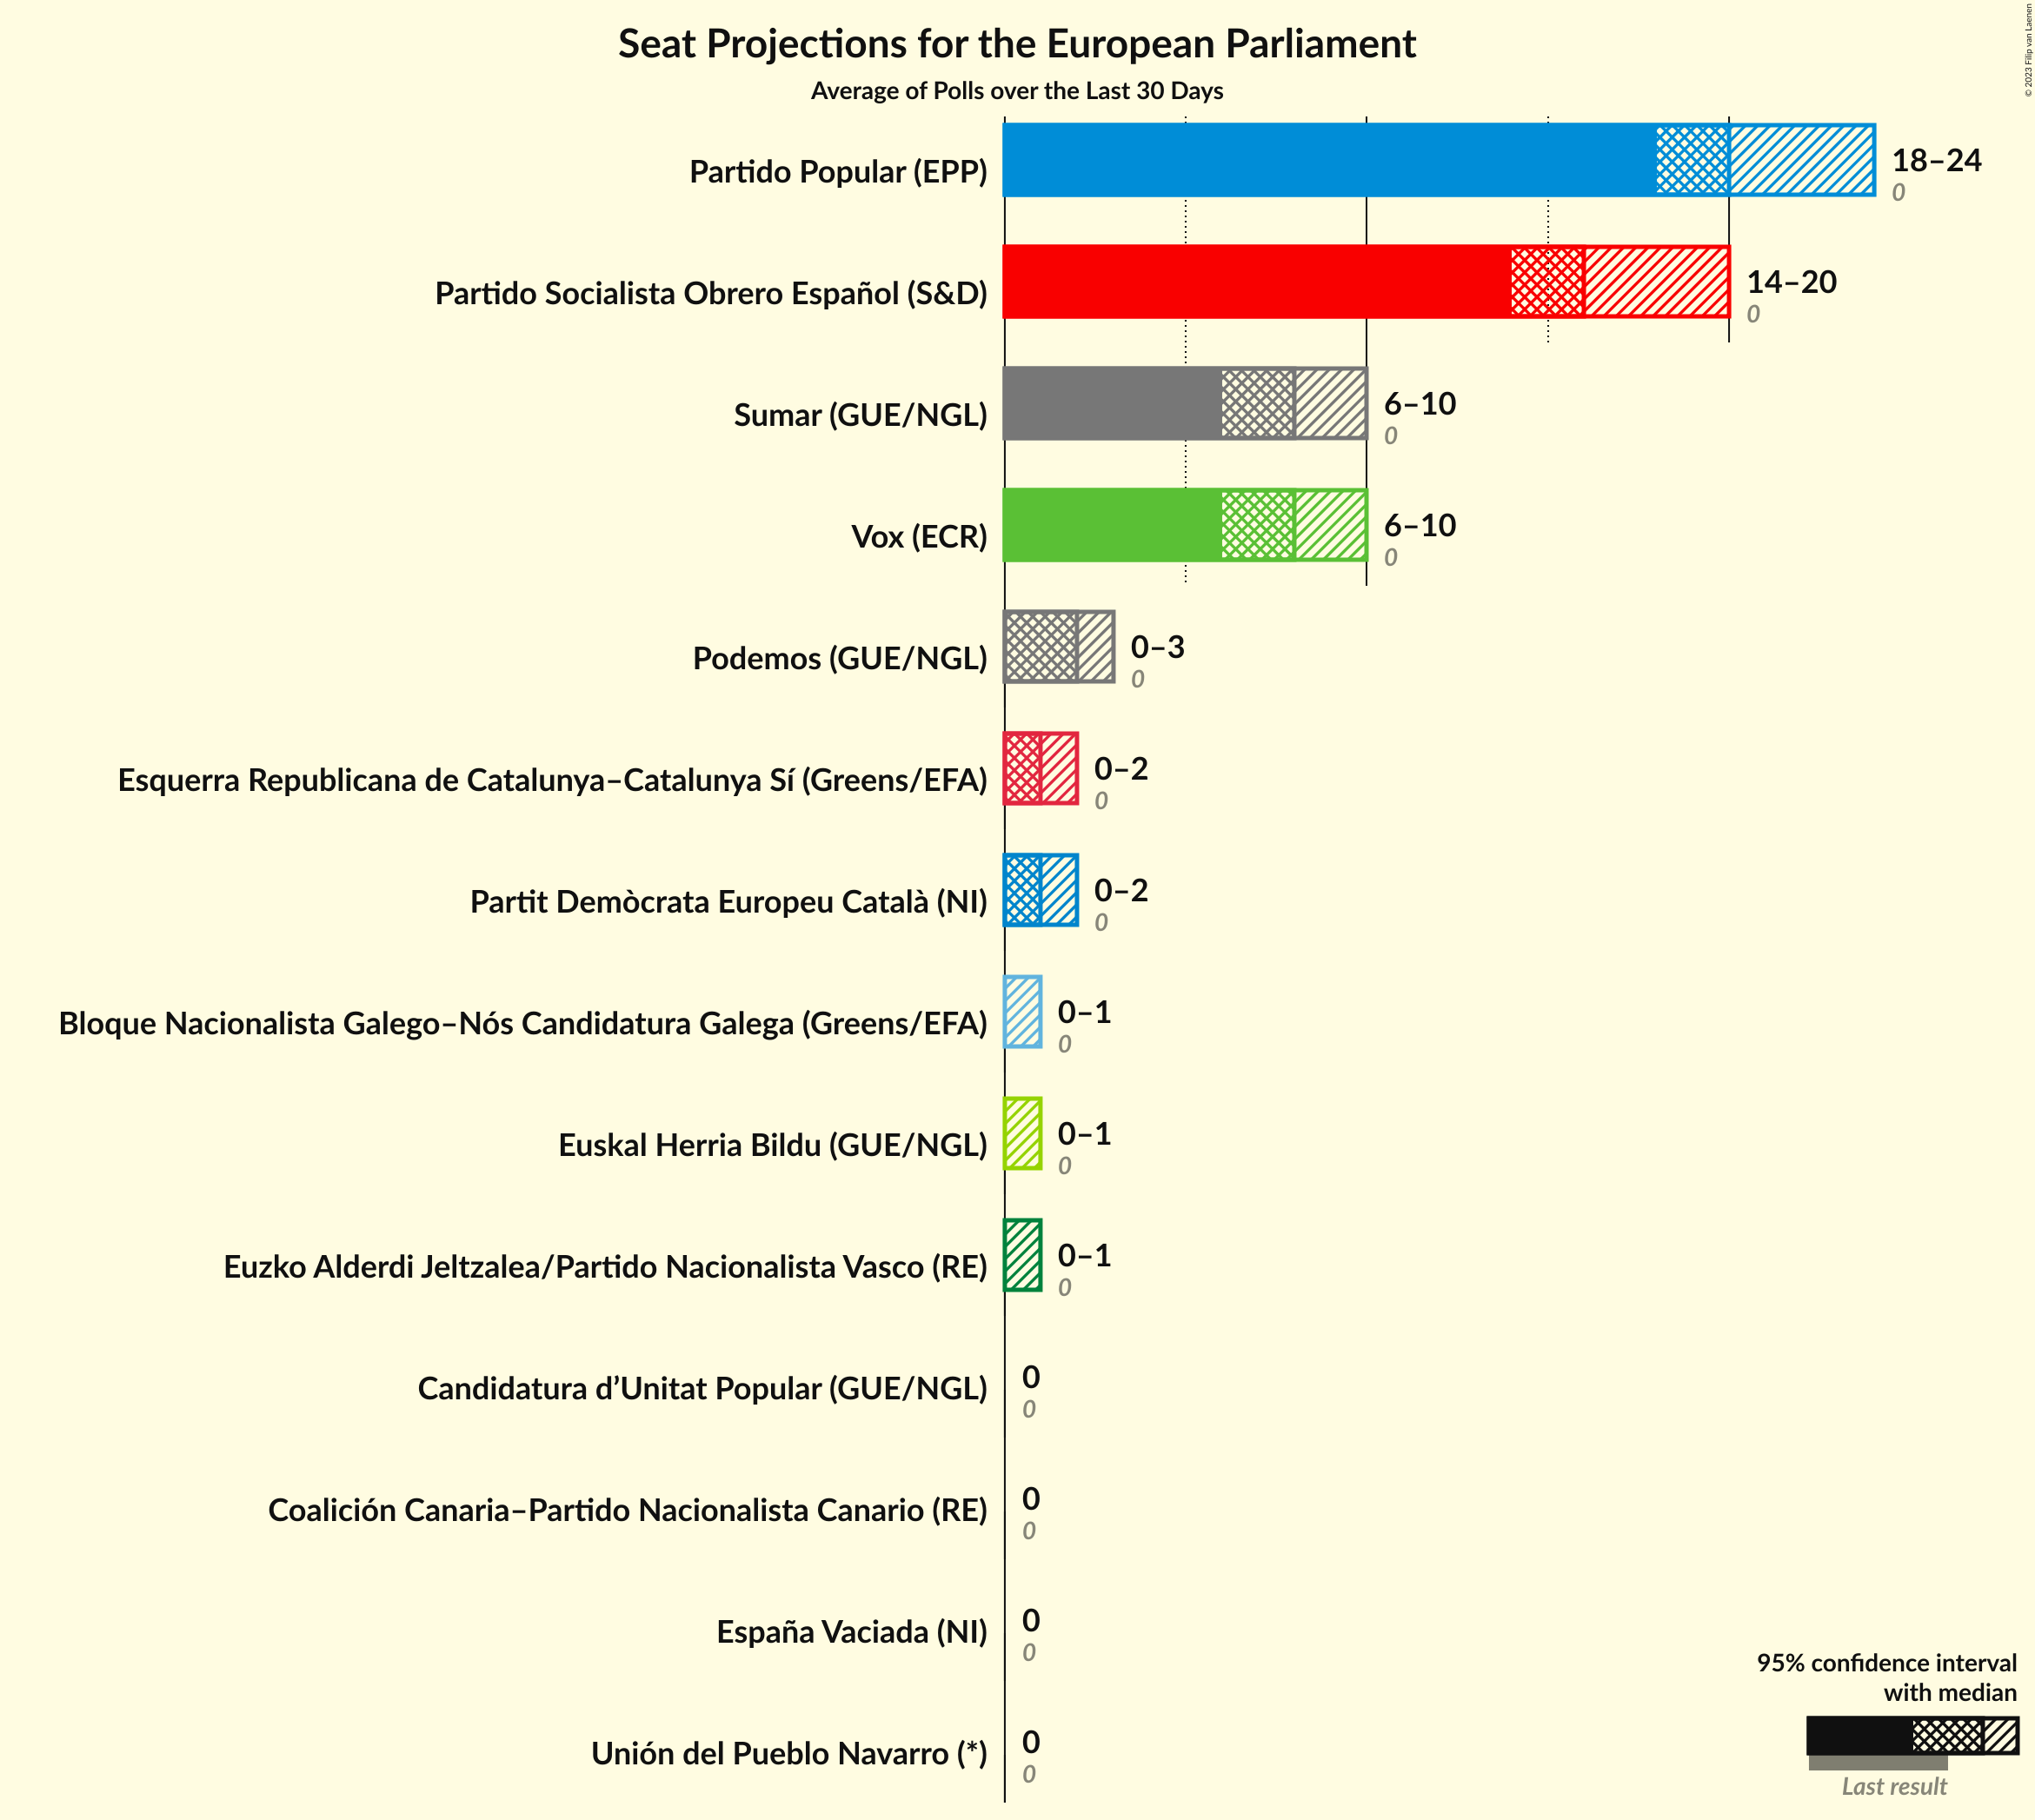 Seat Projections for the European Parliament
Average of Polls over the Last 30 Days
© 2023 Filip van Laenen
Partido Popular (EPP)
18–24
0
Partido Socialista Obrero Español (S&D)
14–20
0
Sumar (GUE/NGL)
6–10
0
Vox (ECR)
6–10
0
Podemos (GUE/NGL)
0–3
0
Esquerra Republicana de Catalunya–Catalunya Sí (Greens/EFA)
0–2
0
Partit Demòcrata Europeu Català (NI)
0–2
0
Bloque Nacionalista Galego–Nós Candidatura Galega (Greens/EFA)
0–1
0
Euskal Herria Bildu (GUE/NGL)
0–1
0
Euzko Alderdi Jeltzalea/Partido Nacionalista Vasco (RE)
0–1
0
Candidatura d’Unitat Popular (GUE/NGL)
0
0
Coalición Canaria–Partido Nacionalista Canario (RE)
0
0
España Vaciada (NI)
0
0
Unión del Pueblo Navarro (*)
0
0
95% confidence interval
with median
Last result